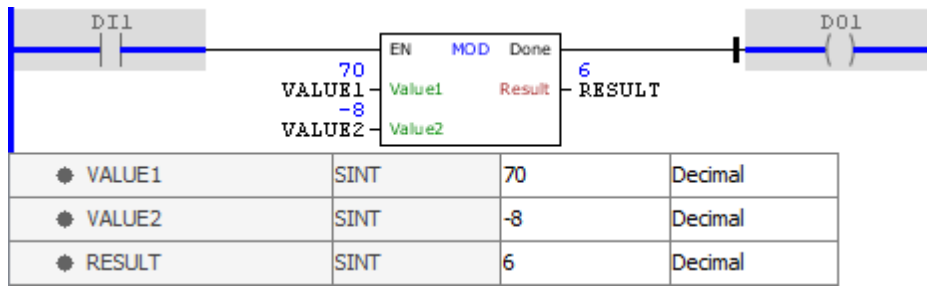 DI1 DO1
EN MOD Done
70 6
VALUE1 Value1 Result RESULT
-8
VALUE2 Value2
VALUE1 SINT 70 Decimal
VALUE2 SINT -8 Decimal
RESULT SINT 6 Decimal